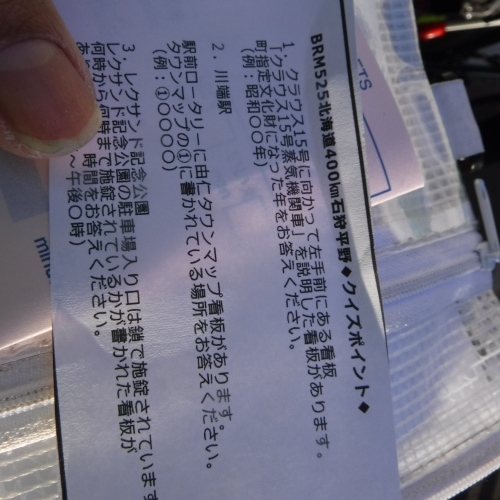 BRM525北海道400km石狩平野◆クイズポイント◆
1．クラウス15号に向かって左手前にある看板
「クラウス15号蒸気機関車」を説明した看板があります。
町指定文化財になった年をお答えください。
(例：昭和〇〇年)
2．川端駅
駅前ロータリーに由仁タウンマップ看板があります。
タウンマップの①に書かれている場所をお答えください。
(例：①〇〇〇〇)
3．レクサンド記念公園
レクサンド記念公園の駐車場入り口は鎖で施錠されています
何時から何時まで施錠されているかが書かれた看板が
あり 時間をお答えください。
～午後〇時)